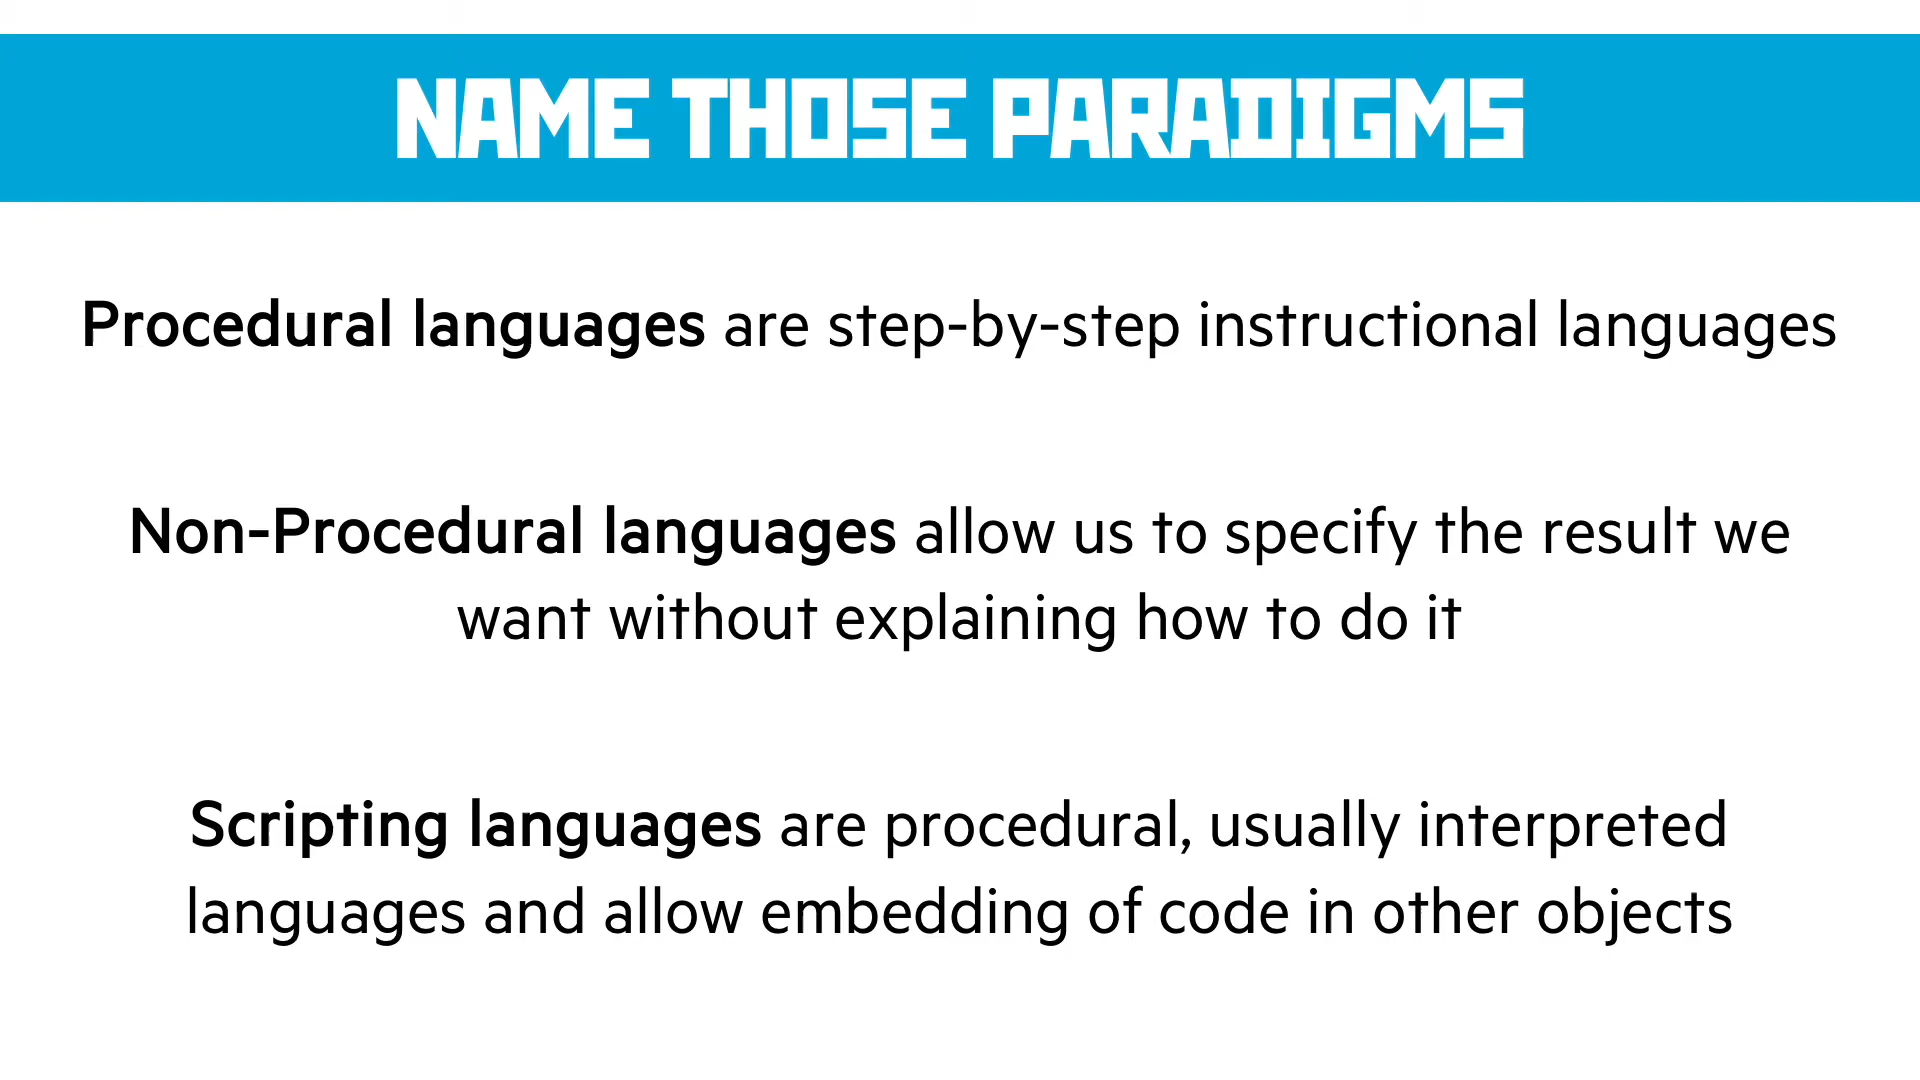 NAME THOSE PARADIGMS
Procedural languages are step-by-step instructional languages
Non-Procedural languages allow us to specify the result we
want without explaining how to do it
Scripting languages are procedural, usually interpreted
languages and allow embedding of code in other objects